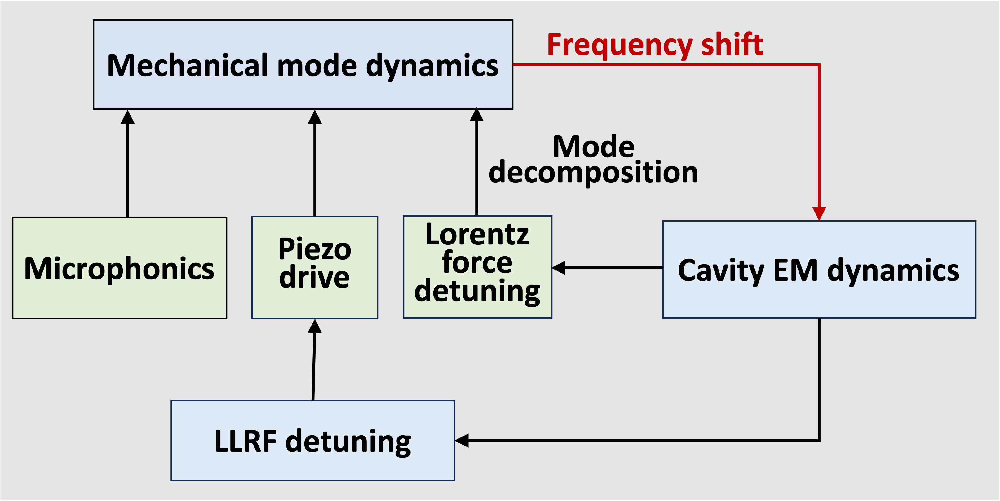 Frequency shift
Mechanical mode dynamics
Mode
decomposition
Microphonics
Piezo
drive
Lorentz
force
detuning
Cavity EM dynamics
LLRF detuning